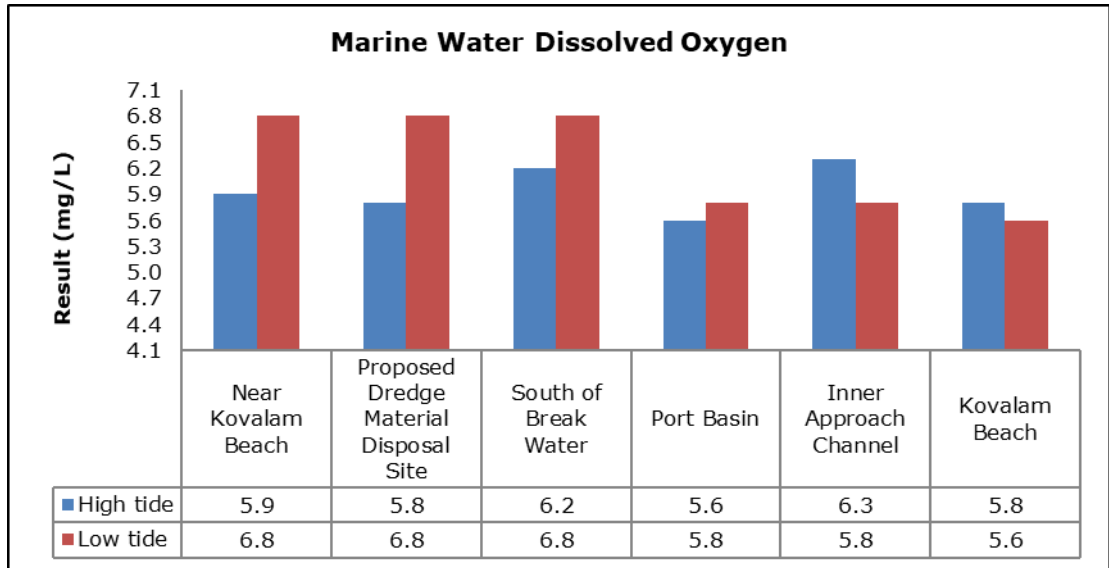 Marine Water Dissolved Oxygen
Result (mg/L)
7.1
6.8
6.5
6.2
5.9
5.6
5.3
5.0
4.7
4.4
4.1
Near
Kovalam
Beach
Proposed
Dredge
Material
Disposal
Site
South of
Break
Water
Port Basin
Inner
Approach
Channel
Kovalam
Beach
High tide 5.9 5.8 6.2 5.6 6.3 5.8
Low tide 6.8 6.8 6.8 5.8 5.8 5.6